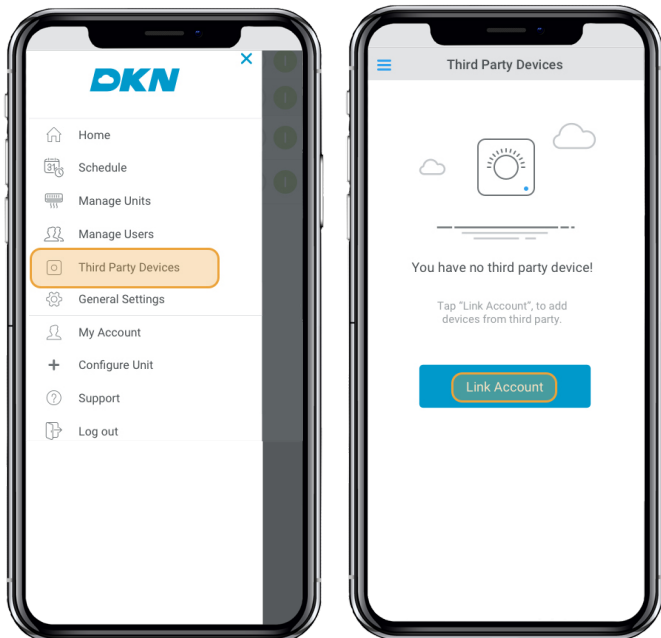 DKN
Home
31
Schedule
Manage Units
Manage Users
Third Party Devices
General Settings
My Account
Configure Unit
Support
Log out
Third Party Devices
You have no third party device!
Tap "Link Account", to add
devices from third party.
Link Account